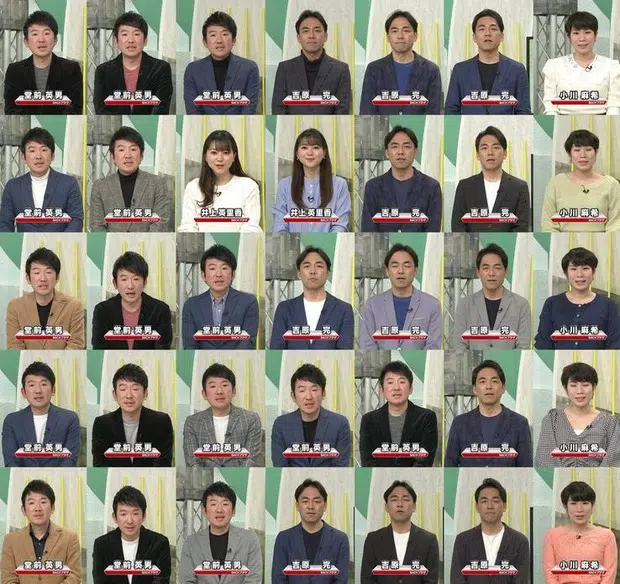 堂前 英男 堂前 英男 堂前 英男 吉原 完 吉原 完 吉原 完 小川 麻希
堂前 英男 堂前 英男 井上英里香 井上英里香 吉原 完 吉原 完 小川 麻希
堂前 英男 堂前 英男 堂前 英男 吉原 完 吉原 完 吉原 完 小川 麻希
堂前 英男 堂前 英男 堂前 英男 堂前 英男 堂前 英男 吉原 完 小川 麻希
堂前 英男 堂前 英男 堂前 英男 吉原 完 吉原 完 吉原 完 小川 麻希